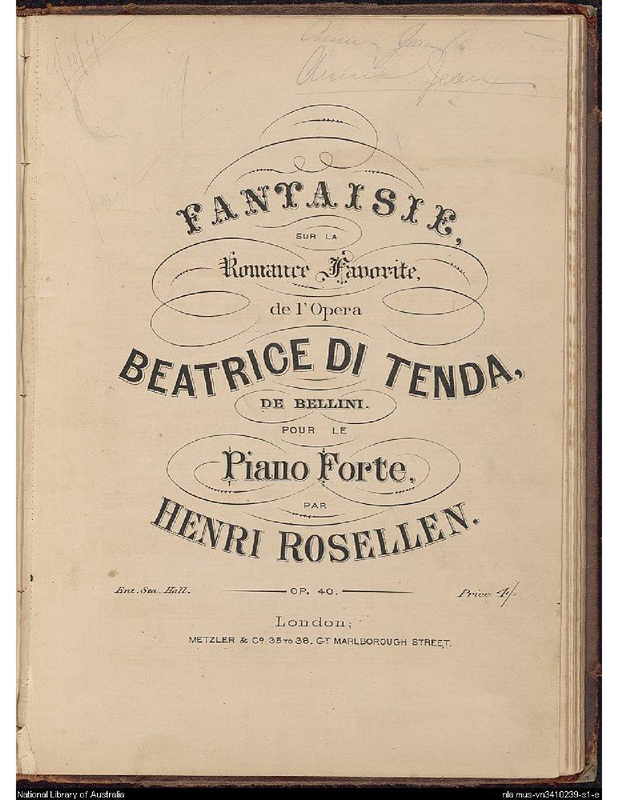 FANTAISIE,
SUR LA
Romance Favorite,
de l'Opera
BEATRICE DI TENDA,
DE BELLINI.
POUR LE
Piano Forte,
PAR
HENRI ROSELLEN.
Ent. Sta. Hall.
OP. 40.
Price 4/.
London;
METZLER & Co. 35 TO 38, GT. MARLBOROUGH STREET.
National Library of Australia
nla.mus-vn3410239-s1-e